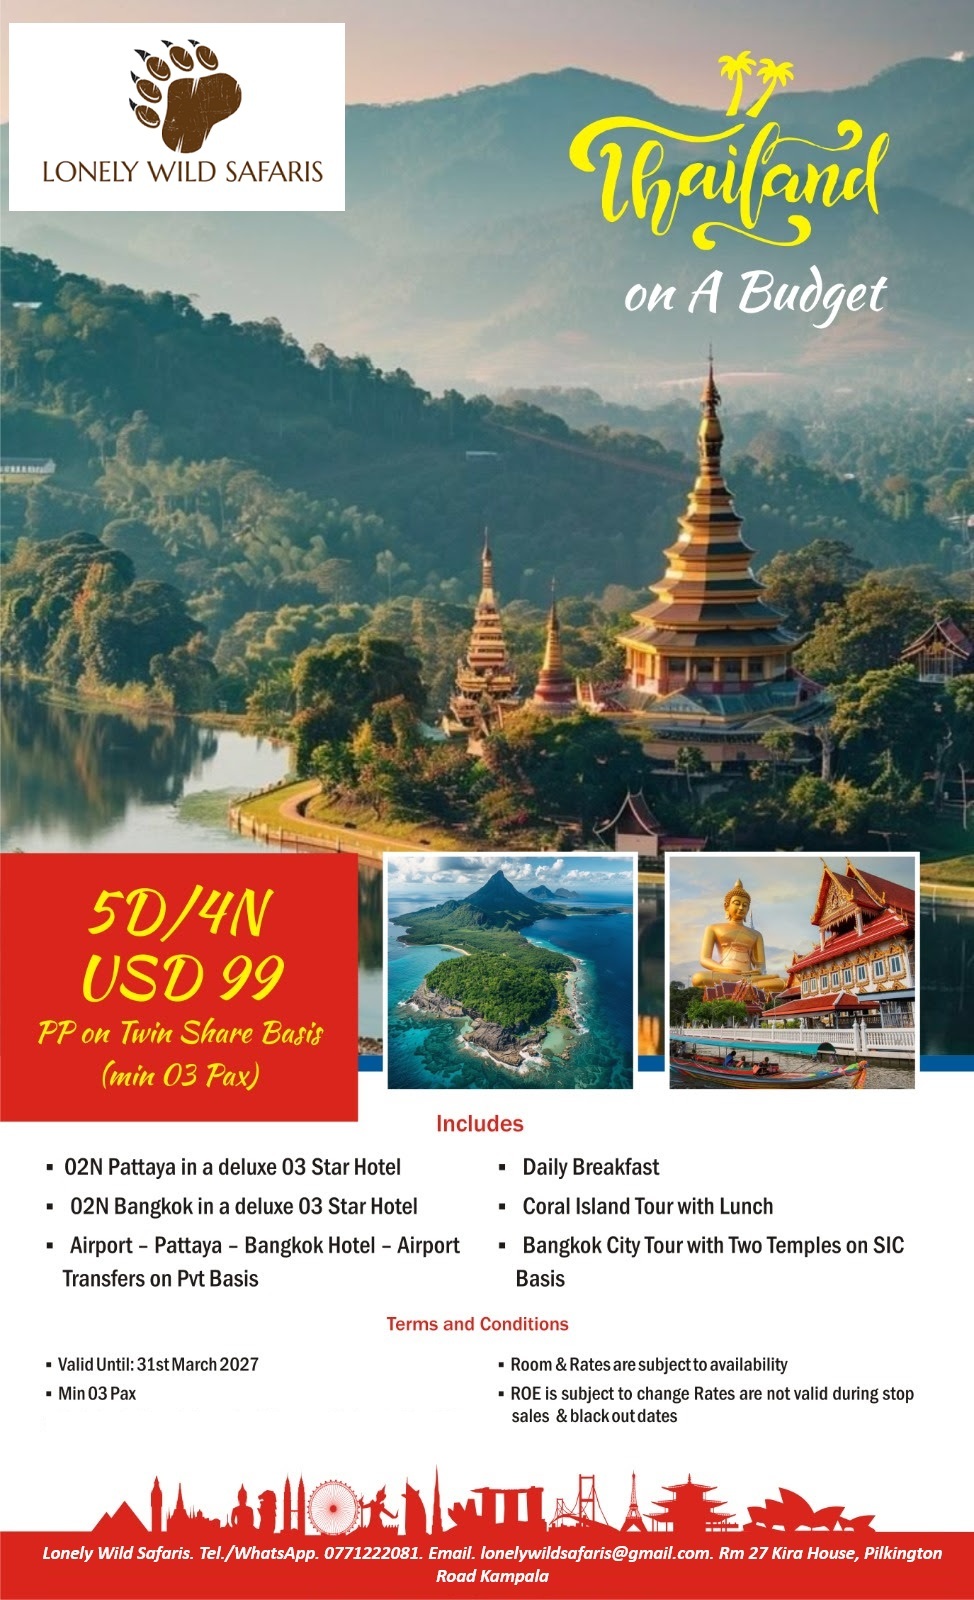 LONELY WILD SAFARIS
Thailand
on A Budget
5D/4N
USD 99
PP on Twin Share Basis
(min 03 Pax)
Includes
▪ 02N Pattaya in a deluxe 03 Star Hotel
▪ 02N Bangkok in a deluxe 03 Star Hotel
▪ Airport – Pattaya – Bangkok Hotel – Airport
Transfers on Pvt Basis
▪ Daily Breakfast
▪ Coral Island Tour with Lunch
▪ Bangkok City Tour with Two Temples on SIC
Basis
Terms and Conditions
▪ Valid Until: 31st March 2027
▪ Min 03 Pax
▪ Room & Rates are subject to availability
▪ ROE is subject to change Rates are not valid during stop
sales & black out dates
Lonely Wild Safaris. Tel./WhatsApp. 0771222081. Email. lonelywildsafaris@gmail.com. Rm 27 Kira House, Pilkington
Road Kampala